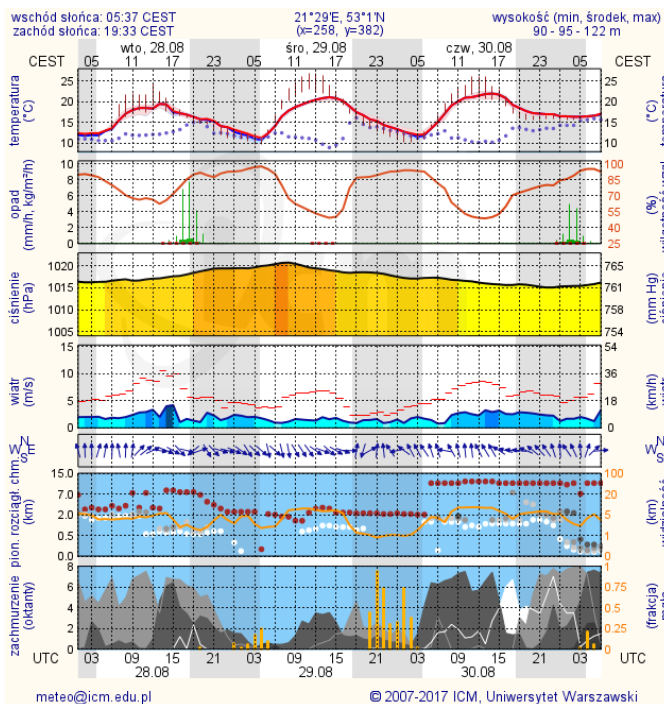 wschód słońca: 05:37 CEST 21°29'E, 53°1'N wysokość (min, środek, max)
zachód słońca: 19:33 CEST (x=258, y=382) 90 - 95 - 122 m
wto, 28.08 śro, 29.08 czw, 30.08
CEST 05 11 17 23 05 11 17 23 05 11 17 23 05 CEST
temperatura
(°C)
25 25
20 20
15 15
10 10
opad
(mm/h, kg/m²/h)
10 100
8 85
6 70
4 55
2 40
0 25
(%)
ciśnienie
(hPa)
1020 765
1015 761
1010 758
1004 754
(mm Hg)
wiatr
(m/s)
15 54
10 36
5 18
0 0
(km/h)
N
W E
S
N
W E
S
pion. rozciągł. chm.
(km)
15.0 100
7.0 20
2.0 5
0.5 1
0.0 0
(km)
zachmurzenie
(oktanty)
8 1
6 0.75
4 0.5
2 0.25
0 0
(frakcja)
UTC 03 09 15 21 03 09 15 21 03 09 15 21 03 UTC
28.08 29.08 30.08
meteo@icm.edu.pl © 2007-2017 ICM, Uniwersytet Warszawski